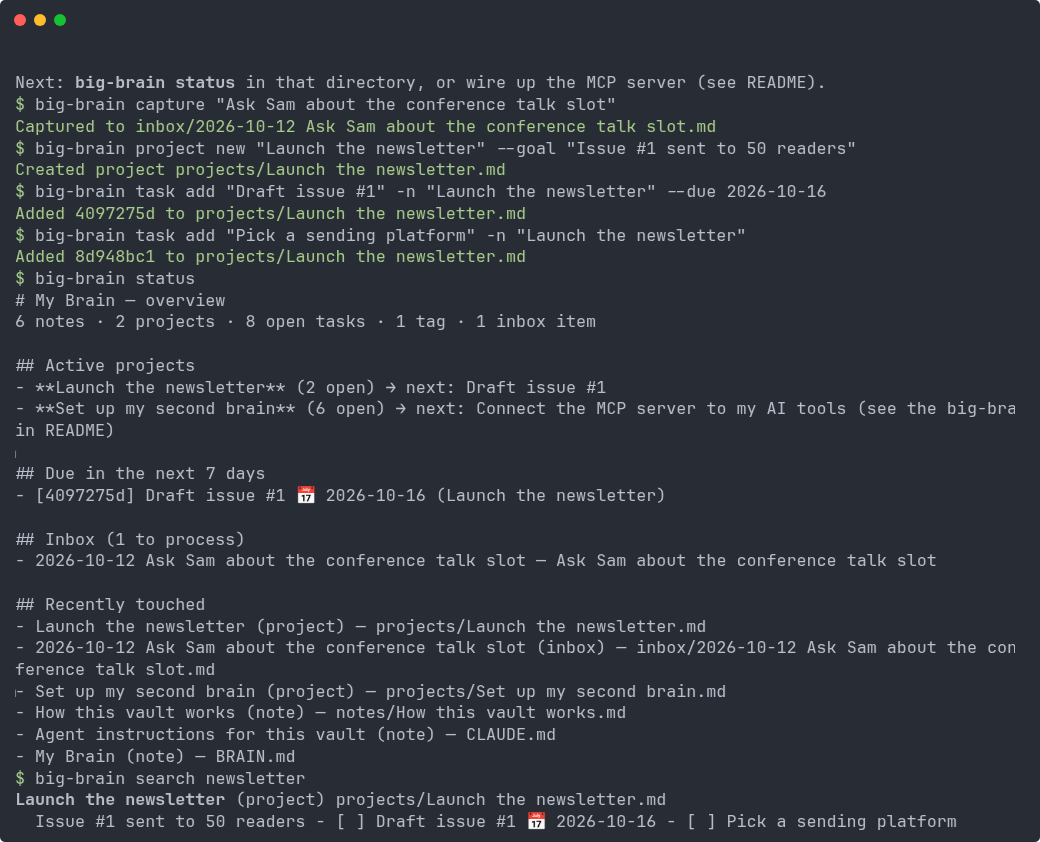 Next: big-brain status in that directory, or wire up the MCP server (see README).
$ big-brain capture "Ask Sam about the conference talk slot"
Captured to inbox/2026-10-12 Ask Sam about the conference talk slot.md
$ big-brain project new "Launch the newsletter" --goal "Issue #1 sent to 50 readers"
Created project projects/Launch the newsletter.md
$ big-brain task add "Draft issue #1" -n "Launch the newsletter" --due 2026-10-16
Added 4097275d to projects/Launch the newsletter.md
$ big-brain task add "Pick a sending platform" -n "Launch the newsletter"
Added 8d948bc1 to projects/Launch the newsletter.md
$ big-brain status
# My Brain — overview
6 notes · 2 projects · 8 open tasks · 1 tag · 1 inbox item
## Active projects
- **Launch the newsletter** (2 open) → next: Draft issue #1
- **Set up my second brain** (6 open) → next: Connect the MCP server to my AI tools (see the big-bra
in README)
## Due in the next 7 days
- [4097275d] Draft issue #1 📅 2026-10-16 (Launch the newsletter)
## Inbox (1 to process)
- 2026-10-12 Ask Sam about the conference talk slot — Ask Sam about the conference talk slot
## Recently touched
- Launch the newsletter (project) — projects/Launch the newsletter.md
- 2026-10-12 Ask Sam about the conference talk slot (inbox) — inbox/2026-10-12 Ask Sam about the con
ference talk slot.md
- Set up my second brain (project) — projects/Set up my second brain.md
- How this vault works (note) — notes/How this vault works.md
- Agent instructions for this vault (note) — CLAUDE.md
- My Brain (note) — BRAIN.md
$ big-brain search newsletter
Launch the newsletter (project) projects/Launch the newsletter.md
Issue #1 sent to 50 readers - [ ] Draft issue #1 📅 2026-10-16 - [ ] Pick a sending platform